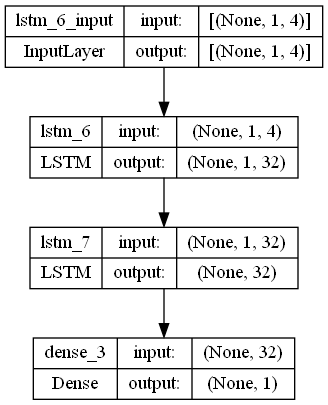 lstm_6_input input: [(None, 1, 4)]
InputLayer output: [(None, 1, 4)]
lstm_6 input: (None, 1, 4)
LSTM output: (None, 1, 32)
lstm_7 input: (None, 1, 32)
LSTM output: (None, 32)
dense_3 input: (None, 32)
Dense output: (None, 1)